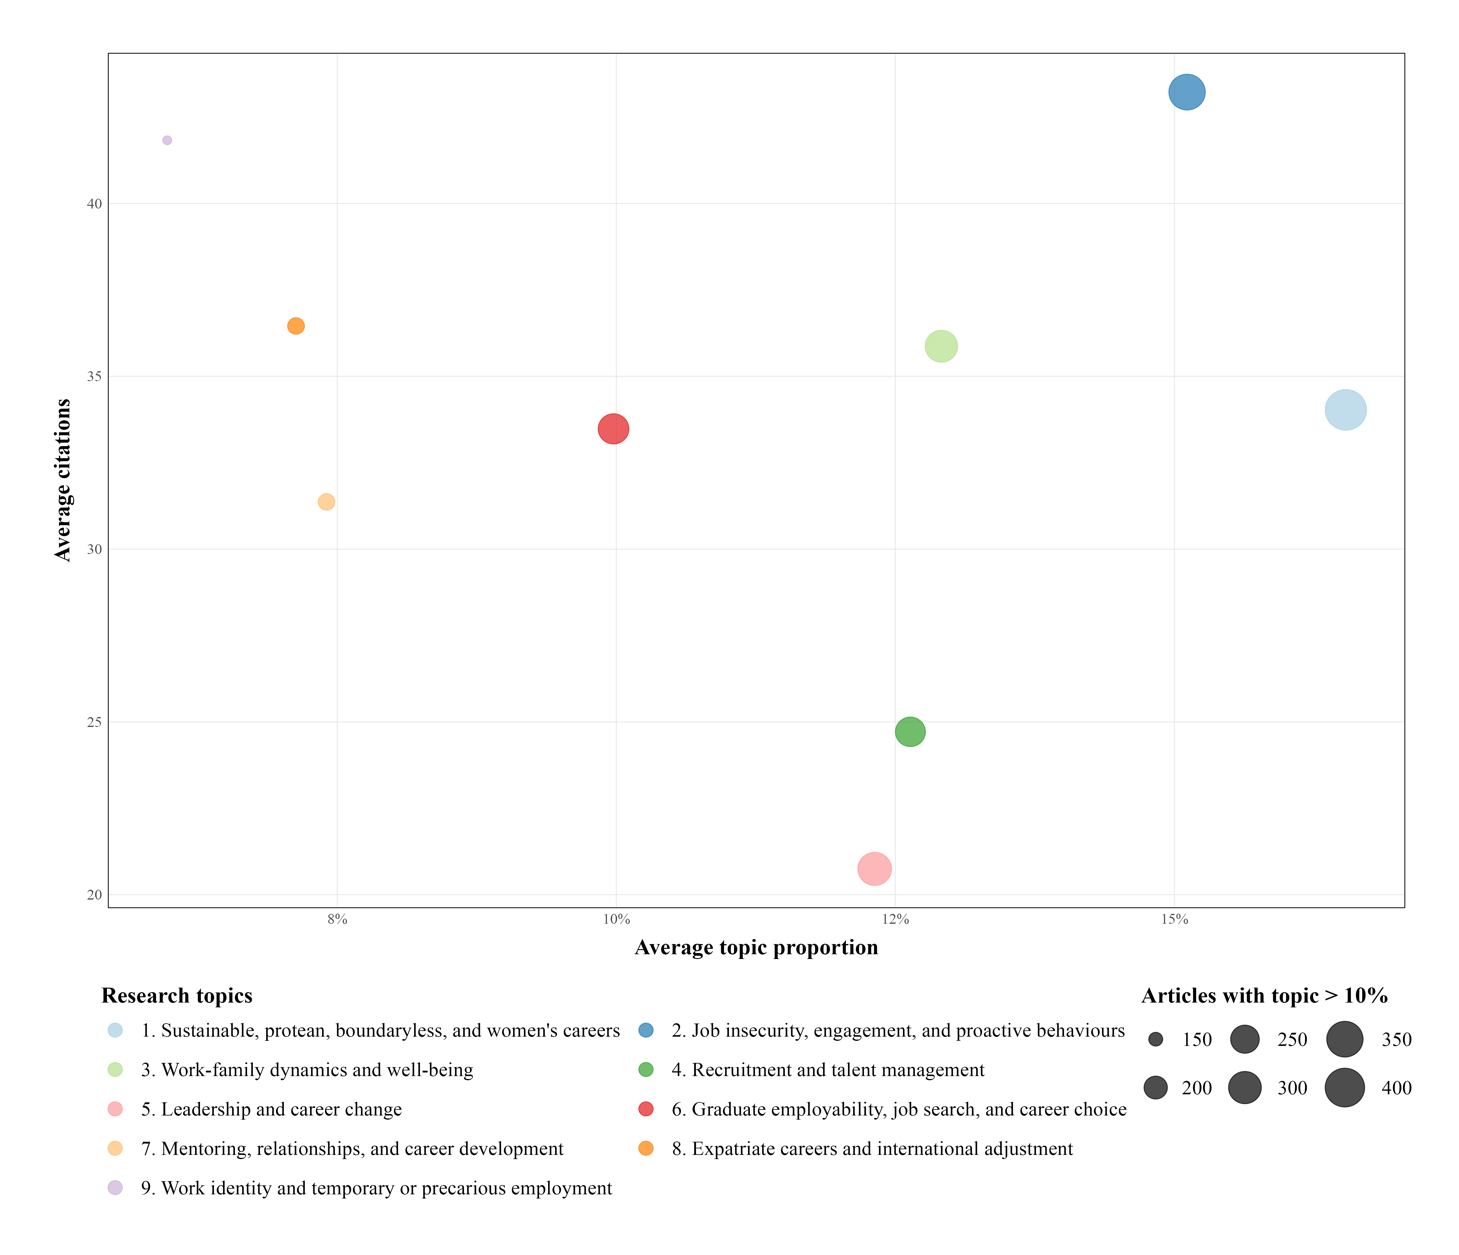 40
35
30
25
20
Average citations
8% 10% 12% 15%
Average topic proportion
Research topics
1. Sustainable, protean, boundaryless, and women's careers
2. Job insecurity, engagement, and proactive behaviours
3. Work-family dynamics and well-being
4. Recruitment and talent management
5. Leadership and career change
6. Graduate employability, job search, and career choice
7. Mentoring, relationships, and career development
8. Expatriate careers and international adjustment
9. Work identity and temporary or precarious employment
Articles with topic > 10%
150 250 350
200 300 400